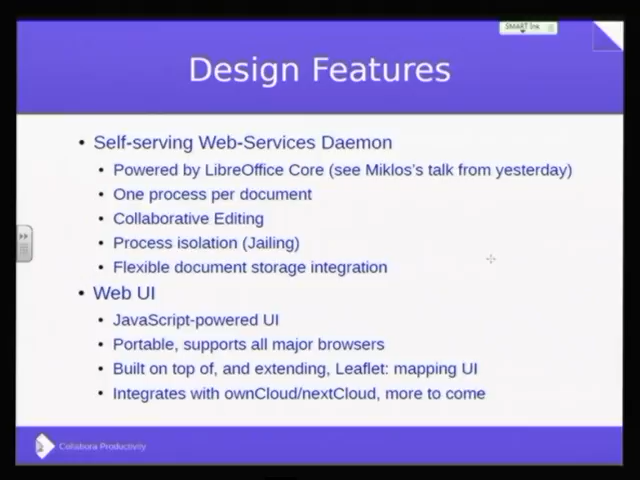 SMART Ink
Design Features
• Self-serving Web-Services Daemon
• Powered by LibreOffice Core (see Miklos's talk from yesterday)
• One process per document
• Collaborative Editing
• Process isolation (Jailing)
• Flexible document storage integration
• Web UI
• JavaScript-powered UI
• Portable, supports all major browsers
• Built on top of, and extending, Leaflet: mapping UI
• Integrates with ownCloud/nextCloud, more to come
Collabora Productivity